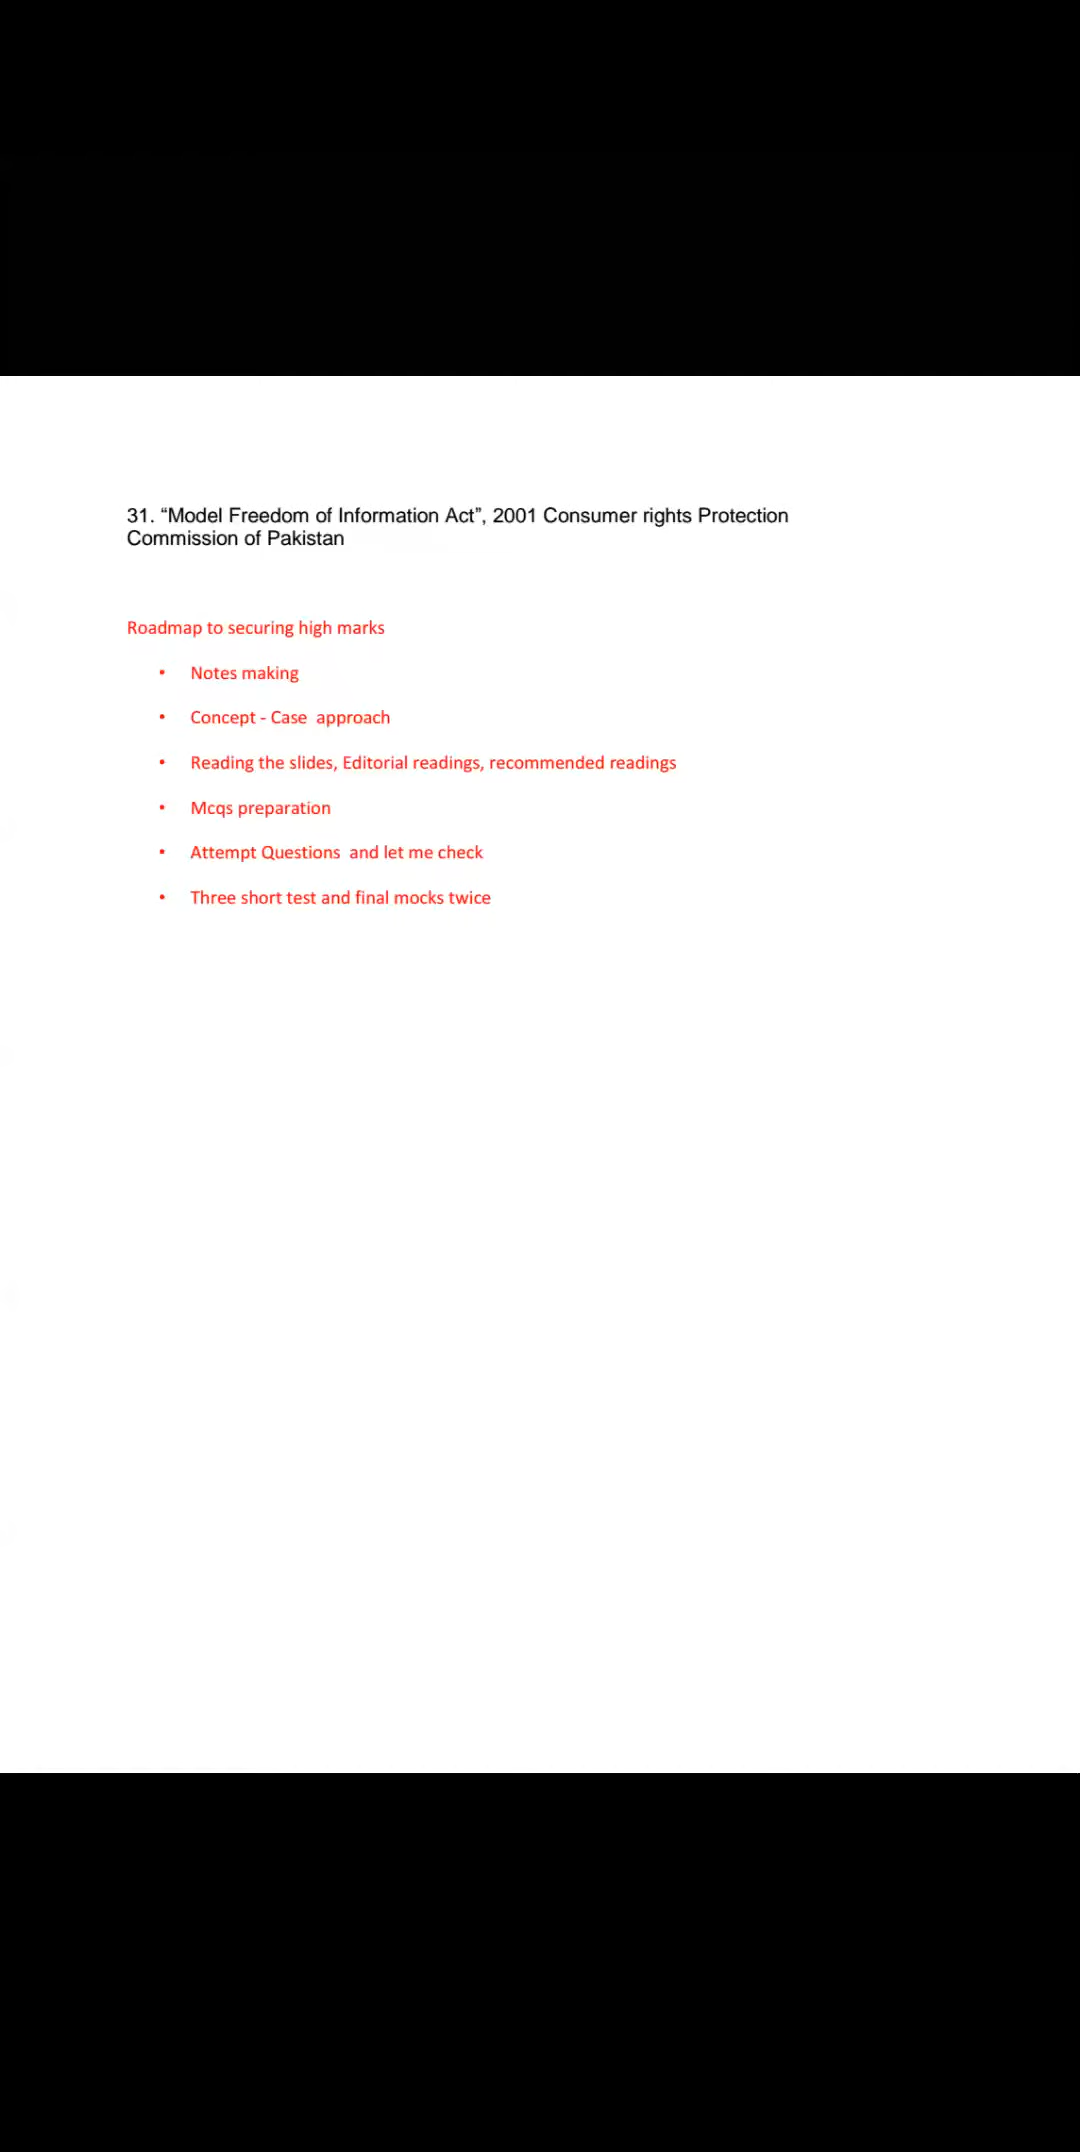 31. “Model Freedom of Information Act”, 2001 Consumer rights Protection
Commission of Pakistan
Roadmap to securing high marks
• Notes making
• Concept - Case  approach
• Reading the slides, Editorial readings, recommended readings
• Mcqs preparation
• Attempt Questions  and let me check
• Three short test and final mocks twice